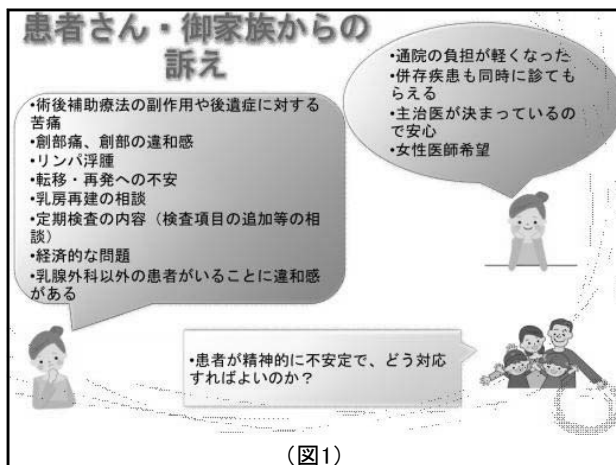 患者さん・御家族からの
訴え
•術後補助療法の副作用や後遺症に対する
苦痛
•創部痛、創部の違和感
•リンパ浮腫
•転移・再発への不安
•乳房再建の相談
•定期検査の内容（検査項目の追加等の相
談）
•経済的な問題
•乳腺外科以外の患者がいることに違和感
がある
•通院の負担が軽くなった
•併存疾患も同時に診ても
らえる
•主治医が決まっているの
で安心
•女性医師希望
•患者が精神的に不安定で、どう対応
すればよいのか？
(図1)